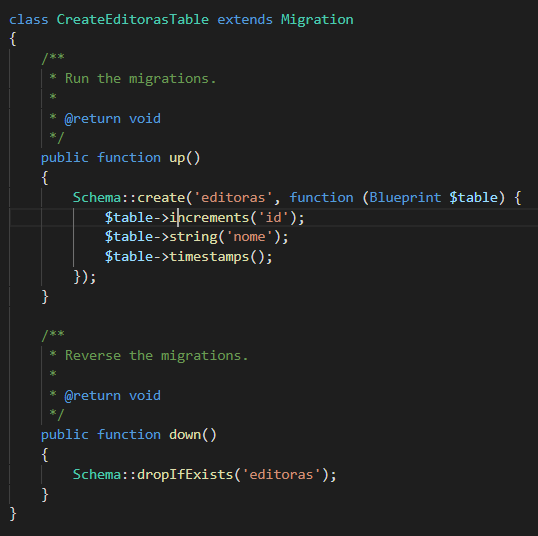 class CreateEditorasTable extends Migration
{
    /**
     * Run the migrations.
     *
     * @return void
     */
    public function up()
    {
        Schema::create('editoras', function (Blueprint $table) {
            $table->increments('id');
            $table->string('nome');
            $table->timestamps();
        });
    }

    /**
     * Reverse the migrations.
     *
     * @return void
     */
    public function down()
    {
        Schema::dropIfExists('editoras');
    }
}